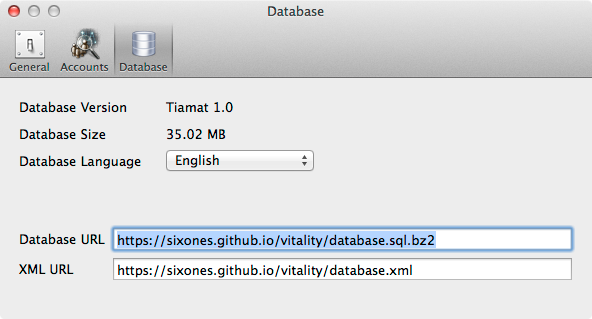 Database
General Accounts Database
Database Version Tiamat 1.0
Database Size 35.02 MB
Database Language English
Database URL https://sixones.github.io/vitality/database.sql.bz2
XML URL https://sixones.github.io/vitality/database.xml